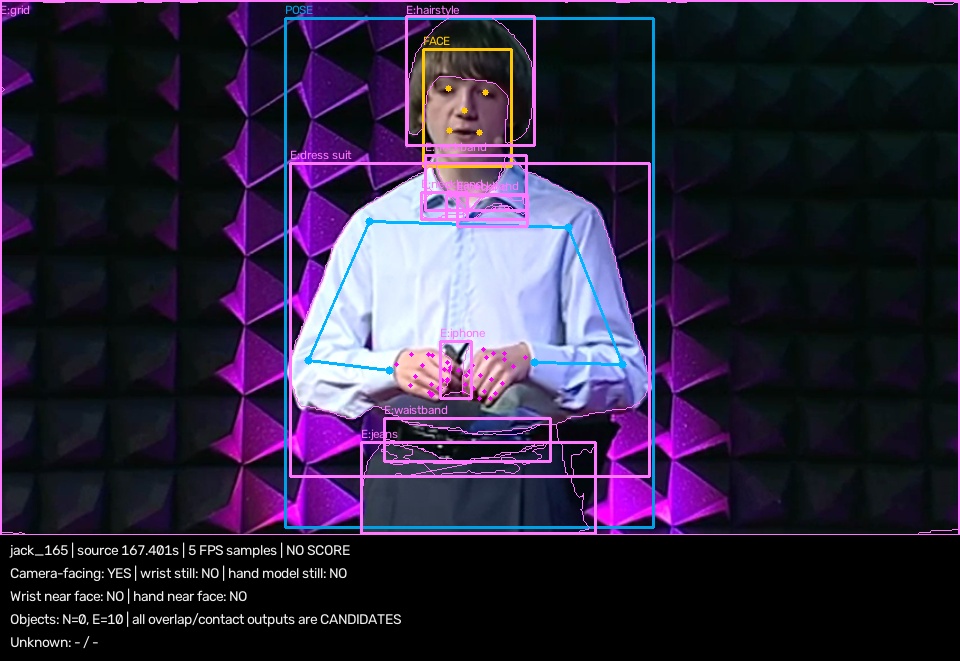 E:grid
POSE
E:hairstyle
FACE
E:dress suit
E:iphone
E:waistband
E:jeans
jack_165 | source 167.401s | 5 FPS samples | NO SCORE
Camera-facing: YES | wrist still: NO | hand model still: NO
Wrist near face: NO | hand near face: NO
Objects: N=0, E=10 | all overlap/contact outputs are CANDIDATES
Unknown: - / -